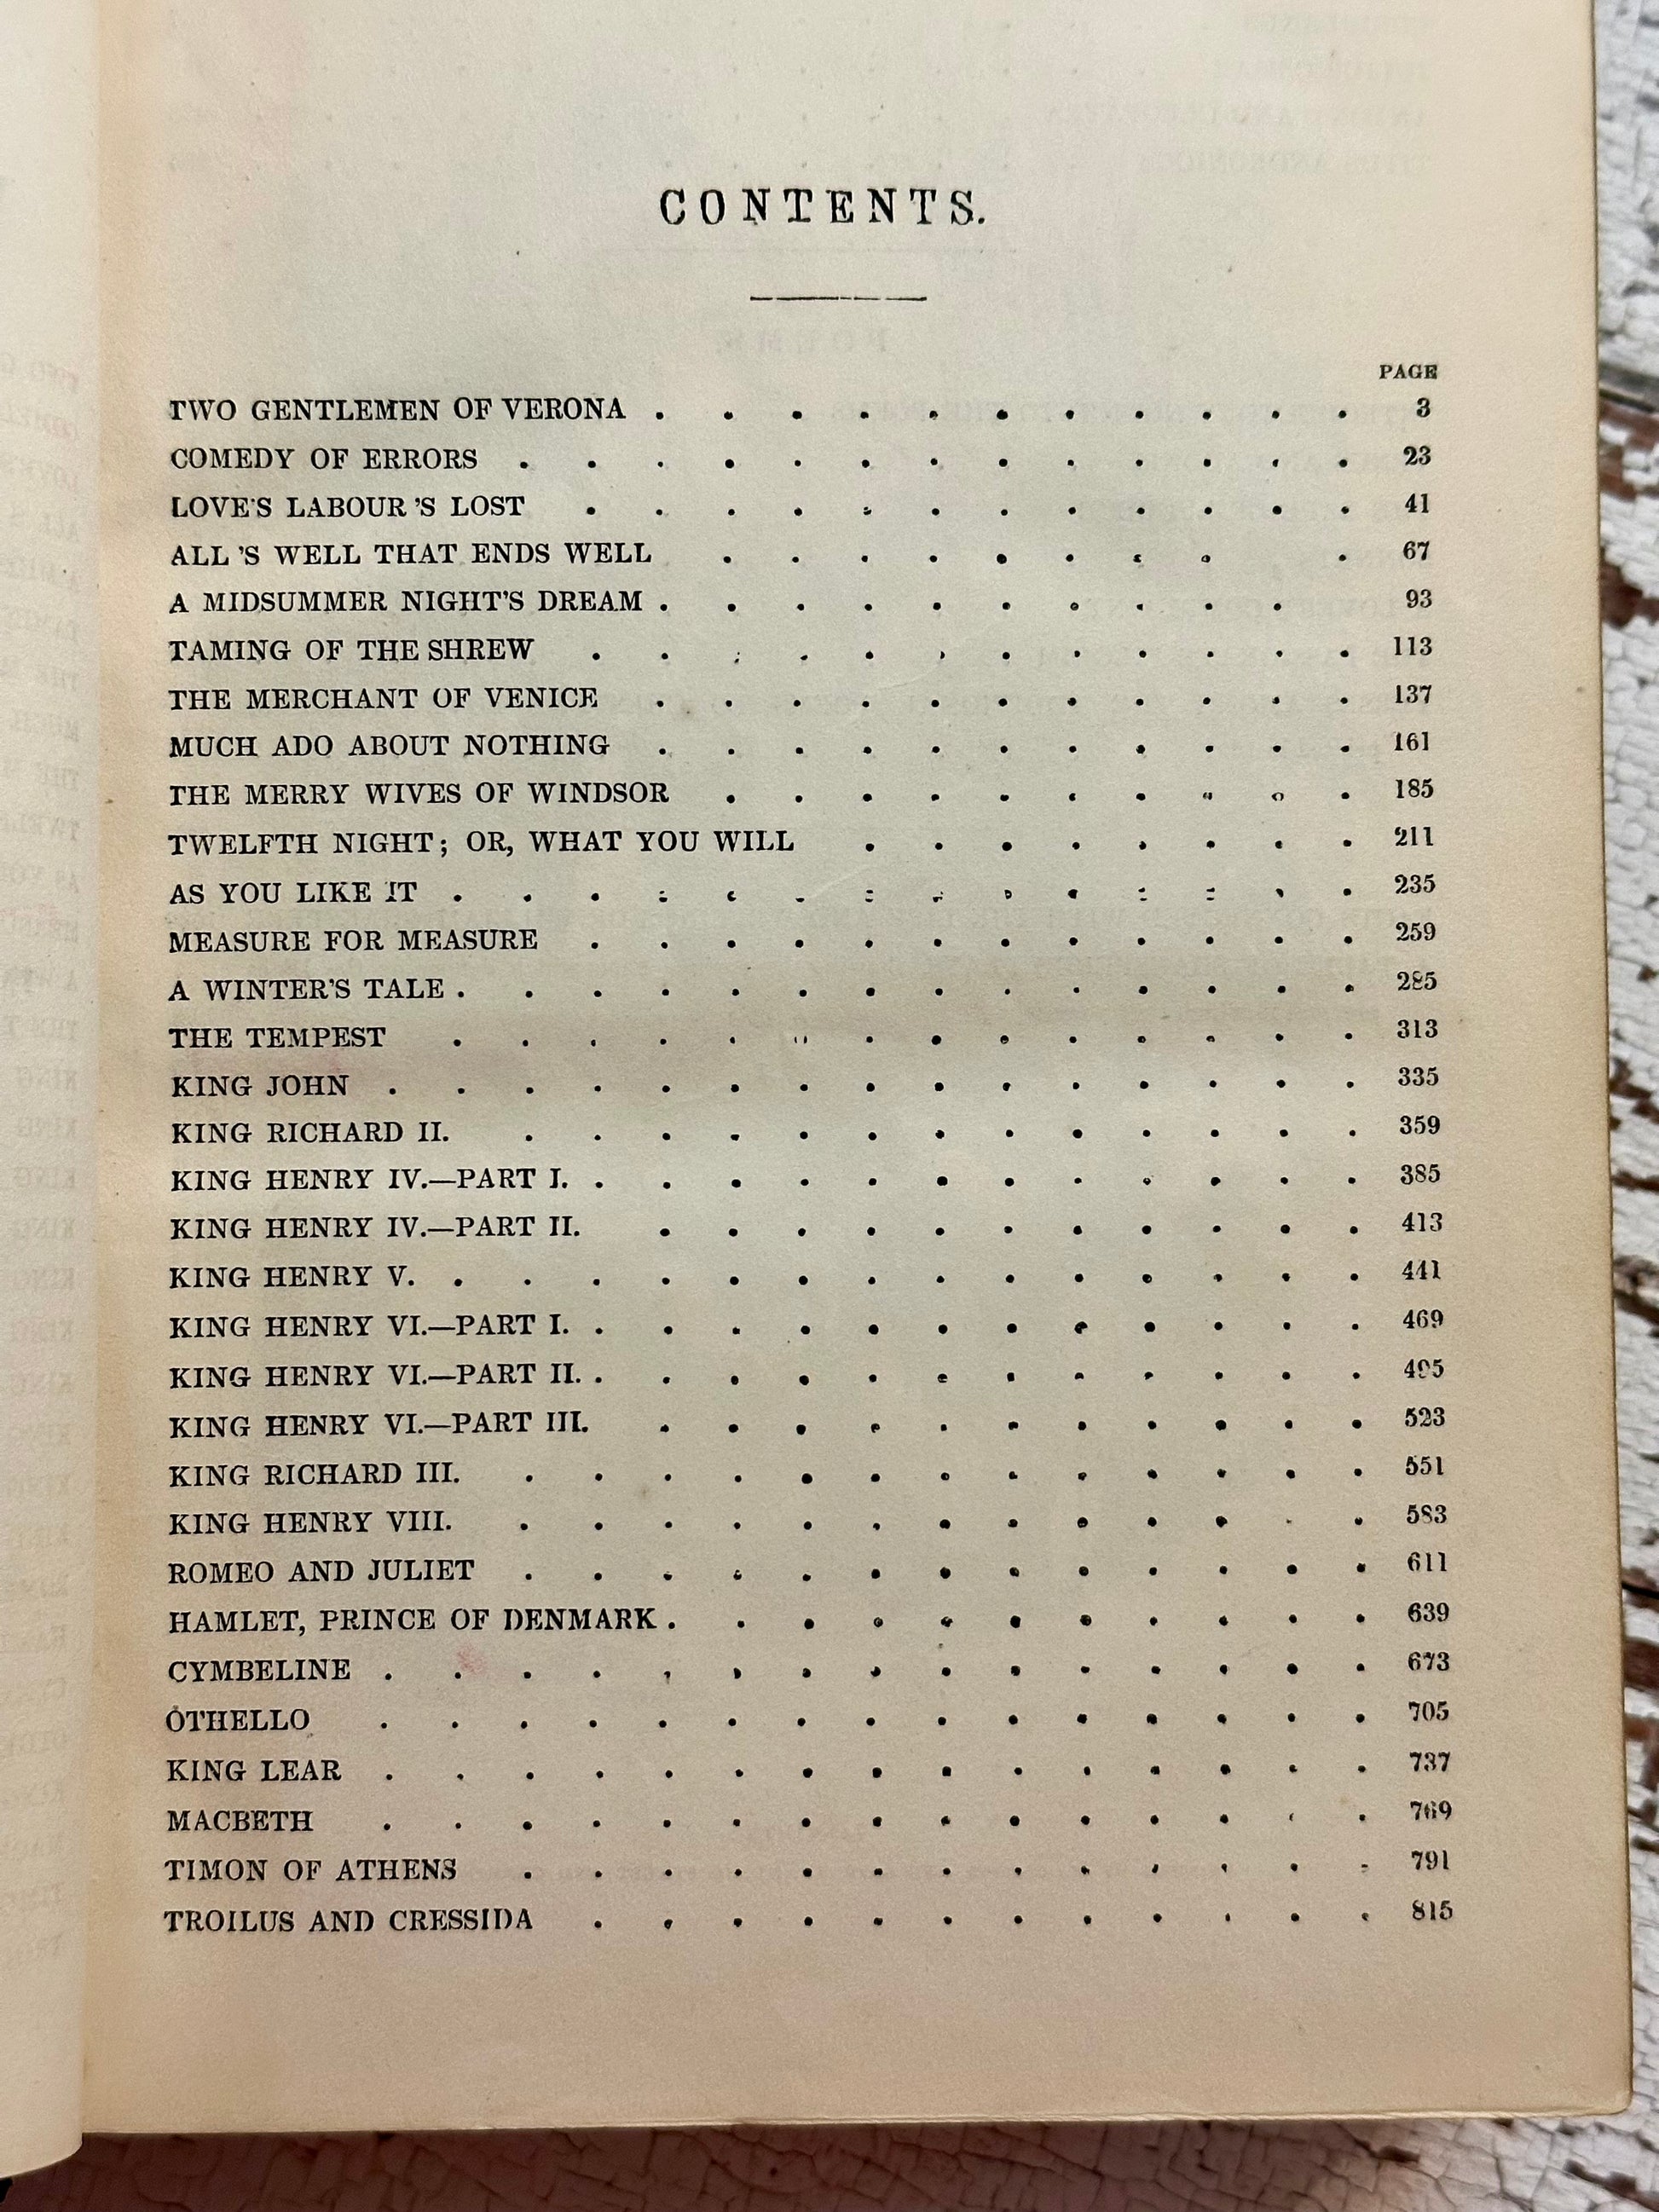 CONTENTS.
PAGE
TWO GENTLEMEN OF VERONA . . . . . . . . . . . 3
COMEDY OF ERRORS . . . . . . . . . . . . . 23
LOVE'S LABOUR'S LOST . . . . . . . . . . . . 41
ALL'S WELL THAT ENDS WELL . . . . . . . . . 67
A MIDSUMMER NIGHT'S DREAM . . . . . . . . . . 93
TAMING OF THE SHREW . . . . . . . . . . . . 113
THE MERCHANT OF VENICE . . . . . . . . . . . 137
MUCH ADO ABOUT NOTHING . . . . . . . . . . . 161
THE MERRY WIVES OF WINDSOR . . . . . . . . . . 185
TWELFTH NIGHT; OR, WHAT YOU WILL . . . . . . . . 211
AS YOU LIKE IT . . . . . . . . . . . . . . 235
MEASURE FOR MEASURE . . . . . . . . . . . . 259
A WINTER'S TALE . . . . . . . . . . . . . . 285
THE TEMPEST . . . . . . . . . . . . . . 313
KING JOHN . . . . . . . . . . . . . . . 335
KING RICHARD II. . . . . . . . . . . . . . 359
KING HENRY IV.—PART I. . . . . . . . . . . . . 385
KING HENRY IV.—PART II. . . . . . . . . . . . 413
KING HENRY V. . . . . . . . . . . . . . . 441
KING HENRY VI.—PART I. . . . . . . . . . . . . 469
KING HENRY VI.—PART II. . . . . . . . . . . . . 495
KING HENRY VI.—PART III. . . . . . . . . . . . 523
KING RICHARD III. . . . . . . . . . . . . . 551
KING HENRY VIII. . . . . . . . . . . . . . 583
ROMEO AND JULIET . . . . . . . . . . . . . 611
HAMLET, PRINCE OF DENMARK . . . . . . . . . . . 639
CYMBELINE . . . . . . . . . . . . . . . 673
OTHELLO . . . . . . . . . . . . . . . 705
KING LEAR . . . . . . . . . . . . . . . 737
MACBETH . . . . . . . . . . . . . . . 769
TIMON OF ATHENS . . . . . . . . . . . . . 791
TROILUS AND CRESSIDA . . . . . . . . . . . . 815